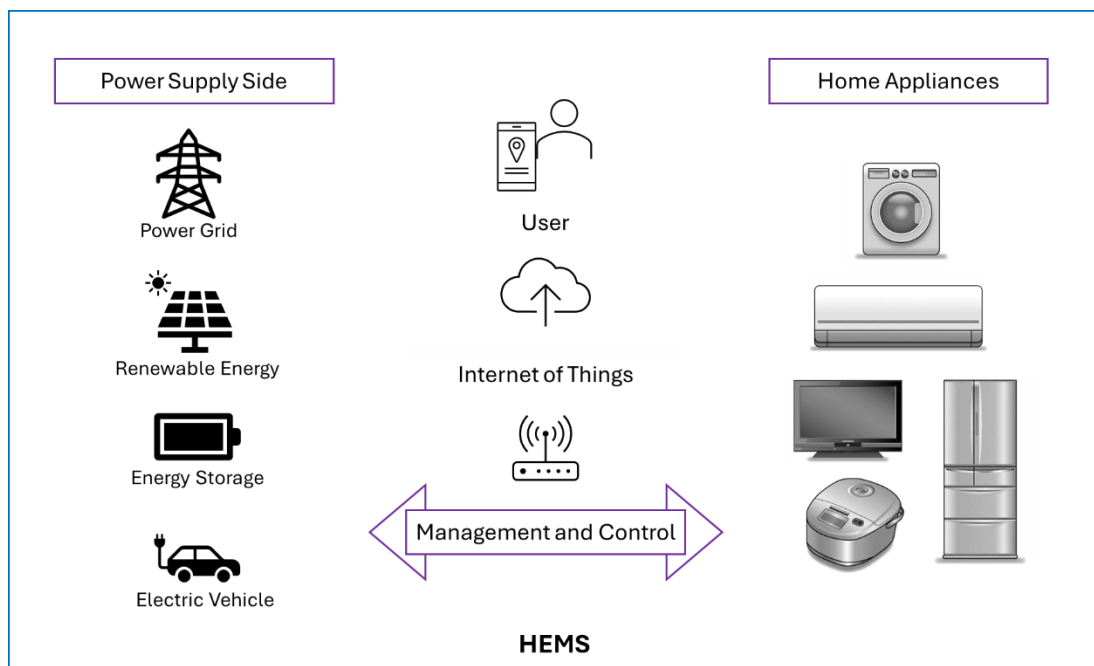 Power Supply Side
Home Appliances
Power Grid
User
Renewable Energy
Internet of Things
Energy Storage
Management and Control
Electric Vehicle
HEMS